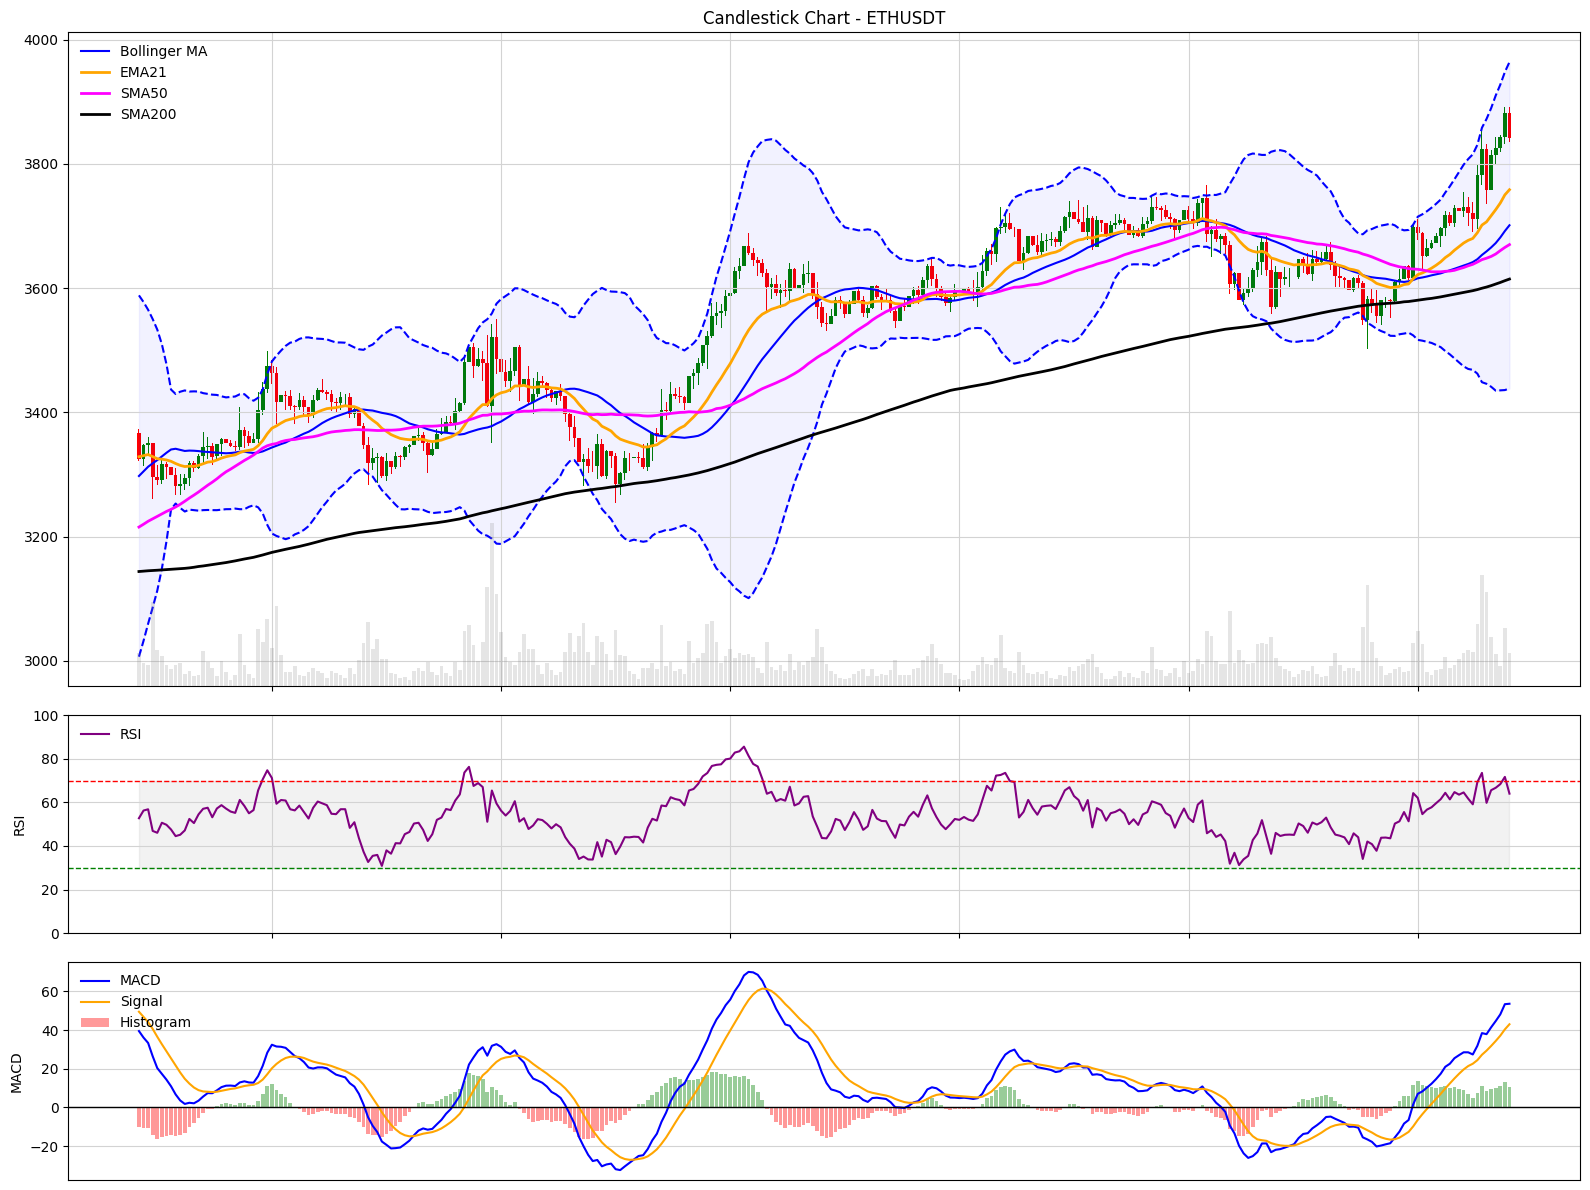 Candlestick Chart - ETHUSDT
Bollinger MA
EMA21
SMA50
SMA200
4000
3800
3600
3400
3200
3000
RSI
100
80
60
40
20
0
RSI
MACD
Signal
Histogram
60
40
20
0
−20
MACD